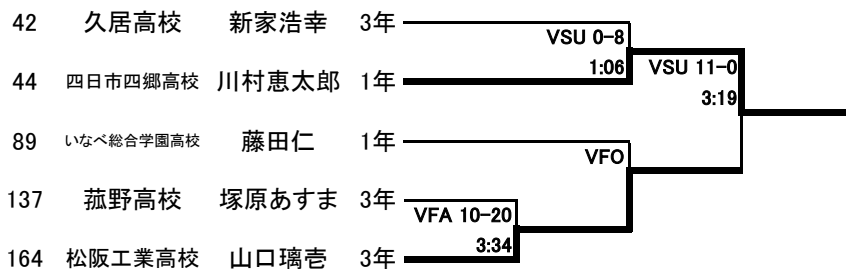 42 久居高校 新家浩幸 3年
VSU 0-8
44 四日市四郷高校 川村恵太郎 1年
1:06
VSU 11-0
3:19
89 いなべ総合学園高校 藤田仁 1年
VFO
137 菰野高校 塚原あすま 3年
VFA 10-20
3:34
164 松阪工業高校 山口璃壱 3年